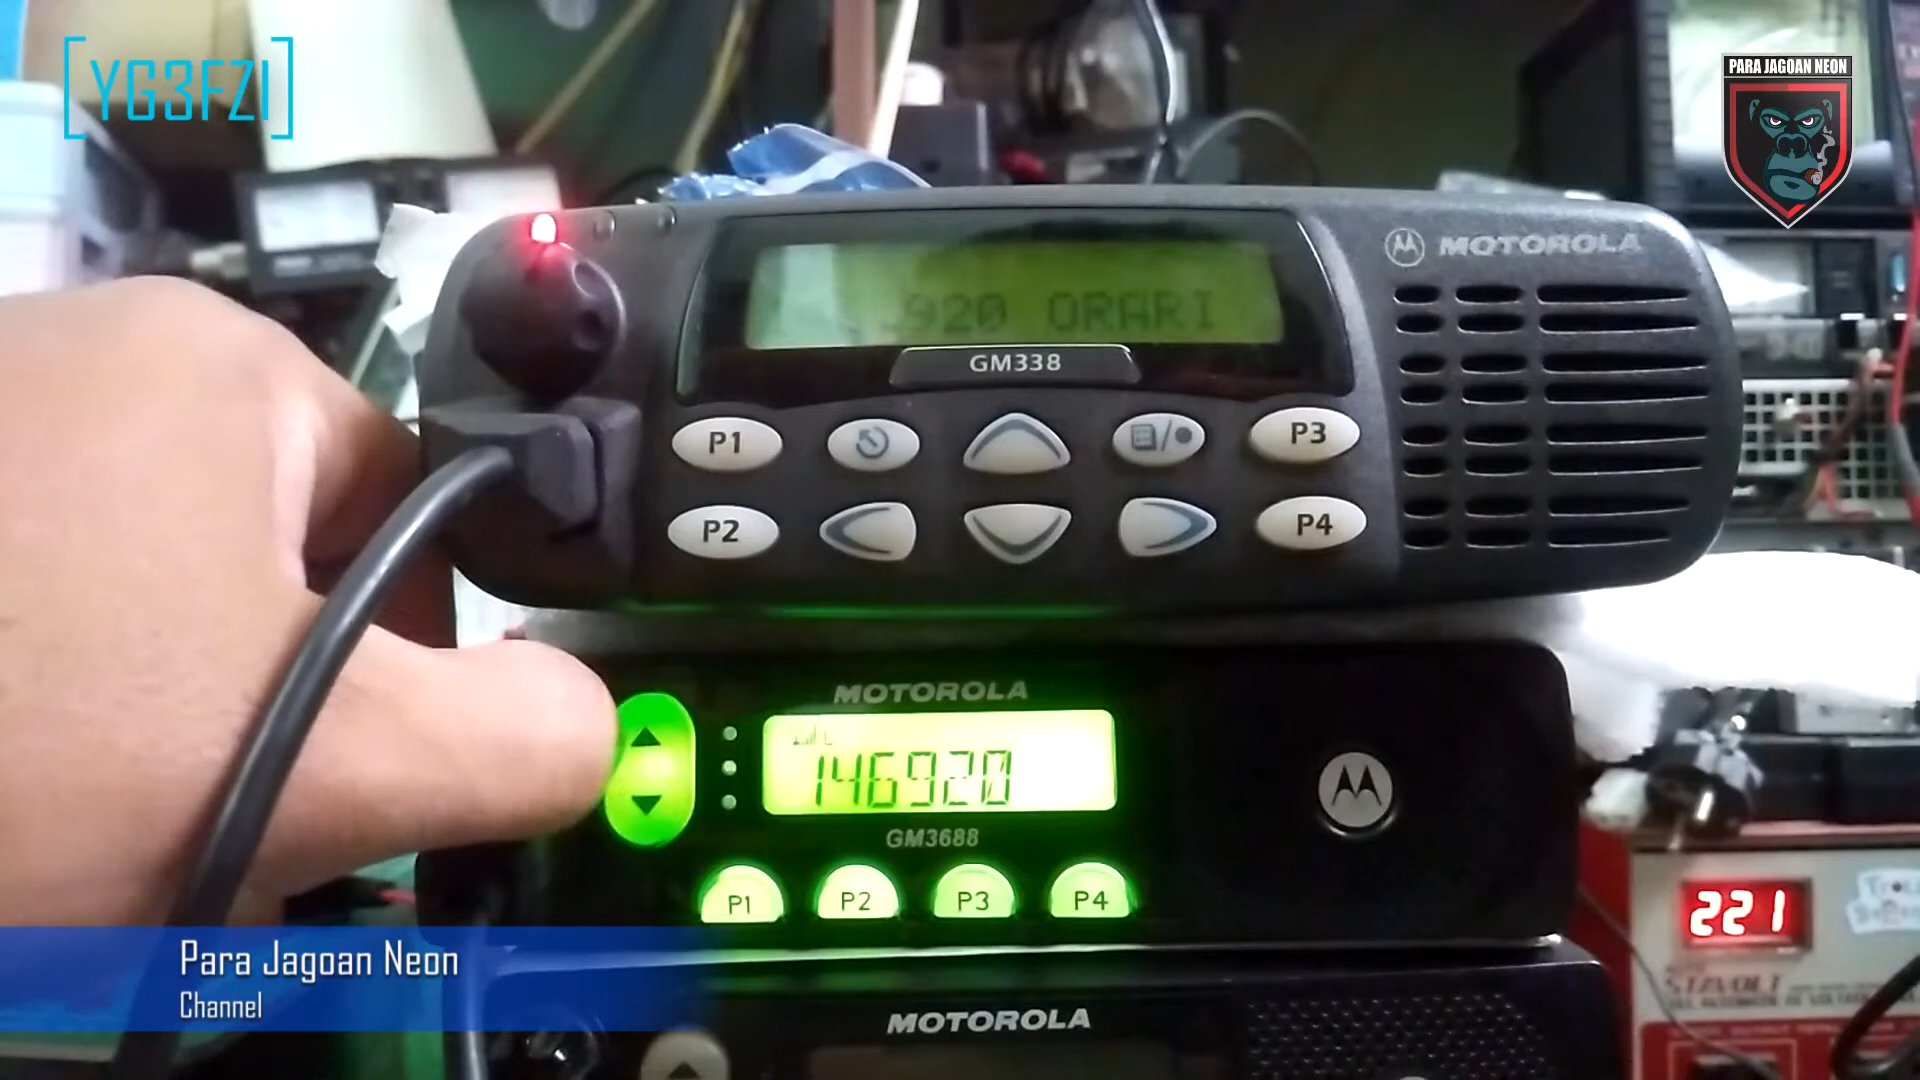 [YG3FZI]
PARA JAGOAN NEON
MOTOROLA
920 ORARI
GM338
P1
P3
P2
P4
MOTOROLA
146920
GM3688
P1 P2 P3 P4
221
STAVOLT
Para Jagoan Neon
Channel
MOTOROLA